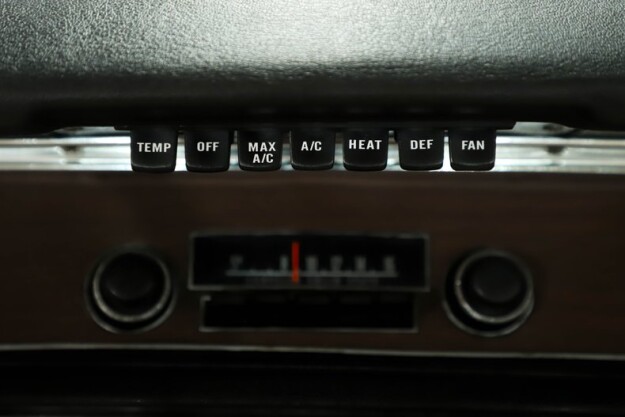 TEMP
OFF
MAX
A/C
A/C
HEAT
DEF
FAN